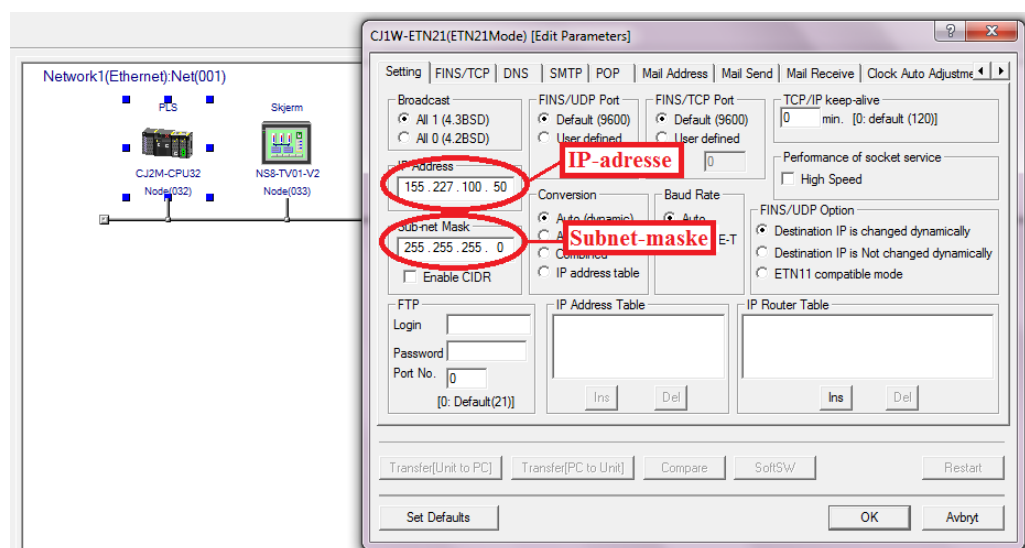 Network1(Ethernet):Net(001)
PLS
Skjerm
CJ2M-CPU32
NS8-TV01-V2
Node(032)
Node(033)
CJ1W-ETN21(ETN21Mode) [Edit Parameters]
Setting
FINS/TCP
DNS
SMTP
POP
Mail Address
Mail Send
Mail Receive
Clock Auto Adjustme
Broadcast
All 1 (4.3BSD)
All 0 (4.2BSD)
FINS/UDP Port
Default (9600)
User defined
FINS/TCP Port
Default (9600)
User defined
0
TCP/IP keep-alive
0 min. [0: default (120)]
IP Address
155 . 227 . 100 . 50
IP-adresse
Performance of socket service
High Speed
Sub-net Mask
255 . 255 . 255 . 0
Enable CIDR
Subnet-maske
Conversion
Auto (dynamic)
Combined
IP address table
Baud Rate
Auto
E-T
FINS/UDP Option
Destination IP is changed dynamically
Destination IP is Not changed dynamically
ETN11 compatible mode
FTP
Login
Password
Port No. 0
[0: Default(21)]
IP Address Table
Ins Del
IP Router Table
Ins Del
Transfer[Unit to PC]
Transfer[PC to Unit]
Compare
SoftSW
Restart
Set Defaults
OK
Avbryt